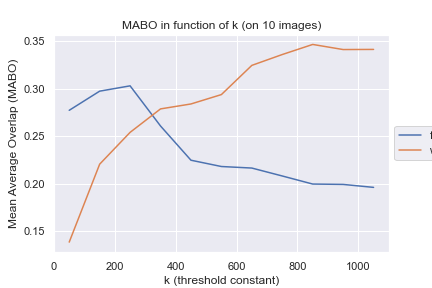 MABO in function of k (on 10 images)
Mean Average Overlap (MABO)
0.35
0.30
0.25
0.20
0.15
0 200 400 600 800 1000
k (threshold constant)